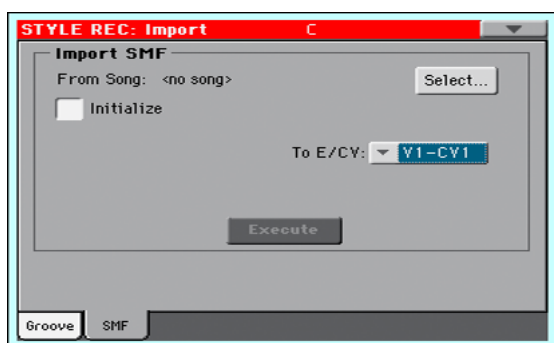 STYLE REC: Import C
Import SMF
From Song: <no song> Select...
Initialize
To E/CV: V1-CV1
Execute
Groove SMF